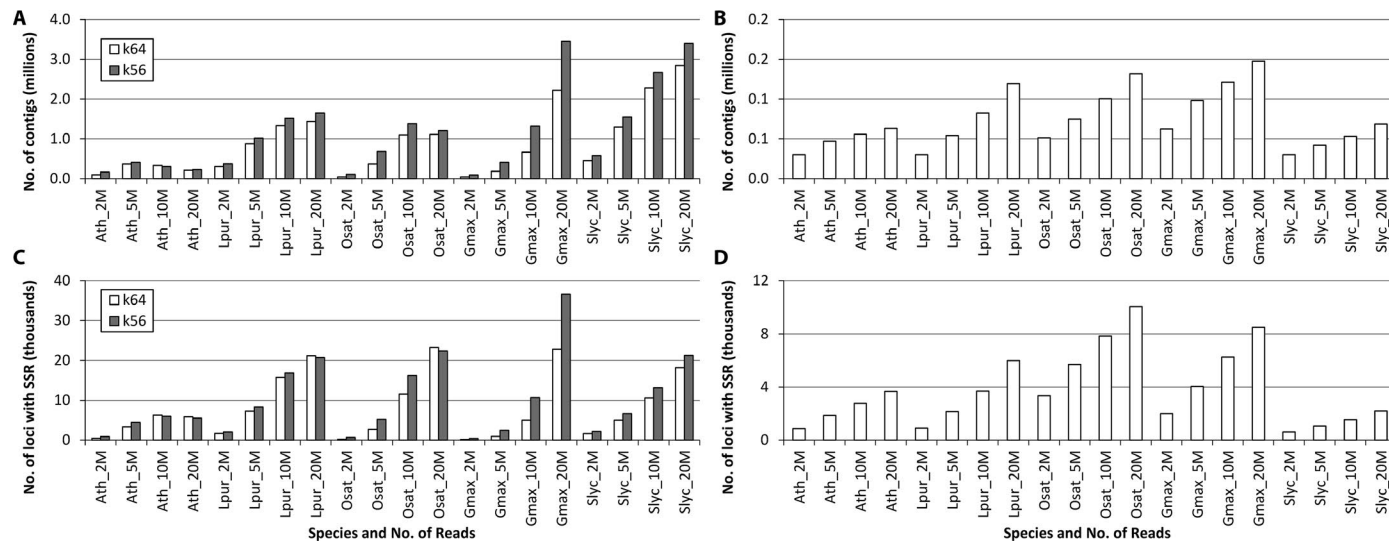 A
No. of contigs (millions)
4.0
3.0
2.0
1.0
0.0
k64
k56
Ath_2M
Ath_5M
Ath_10M
Ath_20M
Lpur_2M
Lpur_5M
Lpur_10M
Lpur_20M
Osat_2M
Osat_5M
Osat_10M
Osat_20M
Gmax_2M
Gmax_5M
Gmax_10M
Gmax_20M
Slyc_2M
Slyc_5M
Slyc_10M
Slyc_20M
B
No. of contigs (millions)
0.2
0.2
0.1
0.1
0.0
Ath_2M
Ath_5M
Ath_10M
Ath_20M
Lpur_2M
Lpur_5M
Lpur_10M
Lpur_20M
Osat_2M
Osat_5M
Osat_10M
Osat_20M
Gmax_2M
Gmax_5M
Gmax_10M
Gmax_20M
Slyc_2M
Slyc_5M
Slyc_10M
Slyc_20M
C
No. of loci with SSR (thousands)
40
30
20
10
0
k64
k56
Ath_2M
Ath_5M
Ath_10M
Ath_20M
Lpur_2M
Lpur_5M
Lpur_10M
Lpur_20M
Osat_2M
Osat_5M
Osat_10M
Osat_20M
Gmax_2M
Gmax_5M
Gmax_10M
Gmax_20M
Slyc_2M
Slyc_5M
Slyc_10M
Slyc_20M
Species and No. of Reads
D
No. of loci with SSR (thousands)
12
8
4
0
Ath_2M
Ath_5M
Ath_10M
Ath_20M
Lpur_2M
Lpur_5M
Lpur_10M
Lpur_20M
Osat_2M
Osat_5M
Osat_10M
Osat_20M
Gmax_2M
Gmax_5M
Gmax_10M
Gmax_20M
Slyc_2M
Slyc_5M
Slyc_10M
Slyc_20M
Species and No. of Reads